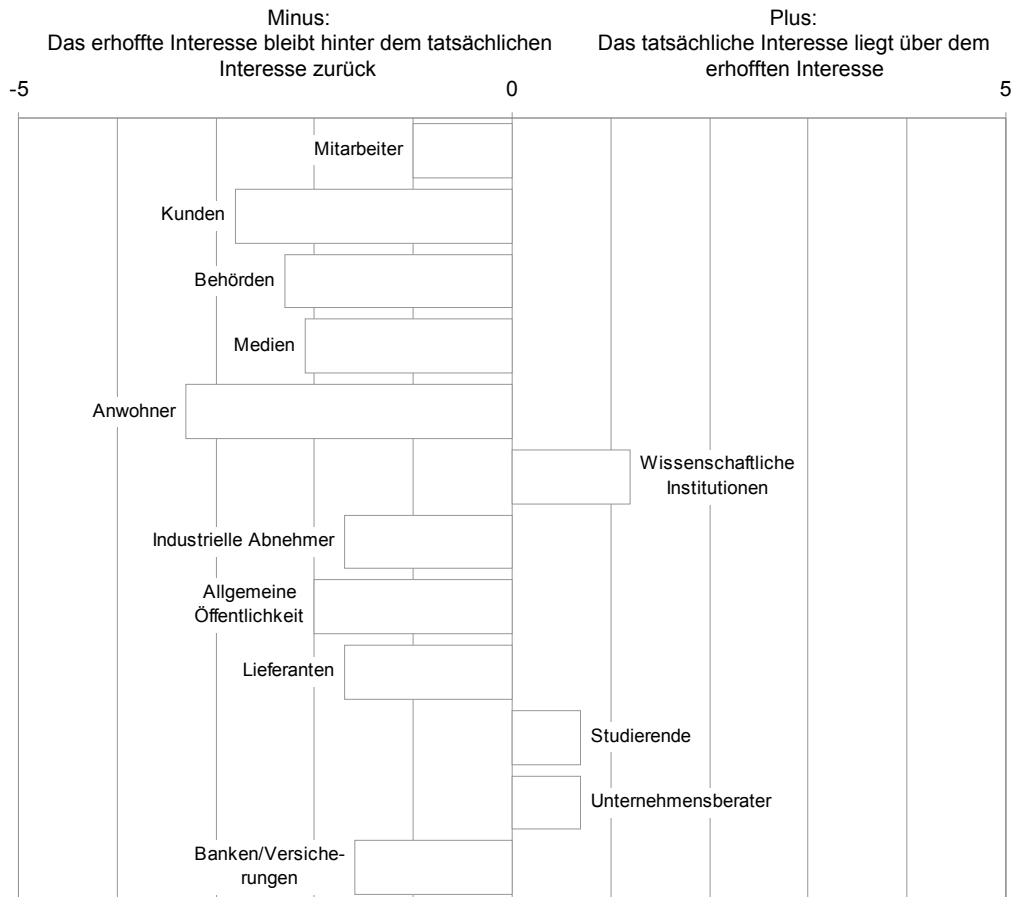 Minus:
Das erhoffte Interesse bleibt hinter dem tatsächlichen
Interesse zurück
Plus:
Das tatsächliche Interesse liegt über dem
erhofften Interesse
-5
0
5
Mitarbeiter
Kunden
Behörden
Medien
Anwohner
Wissenschaftliche
Institutionen
Industrielle Abnehmer
Allgemeine
Öffentlichkeit
Lieferanten
Studierende
Unternehmensberater
Banken/Versiche-
rungen